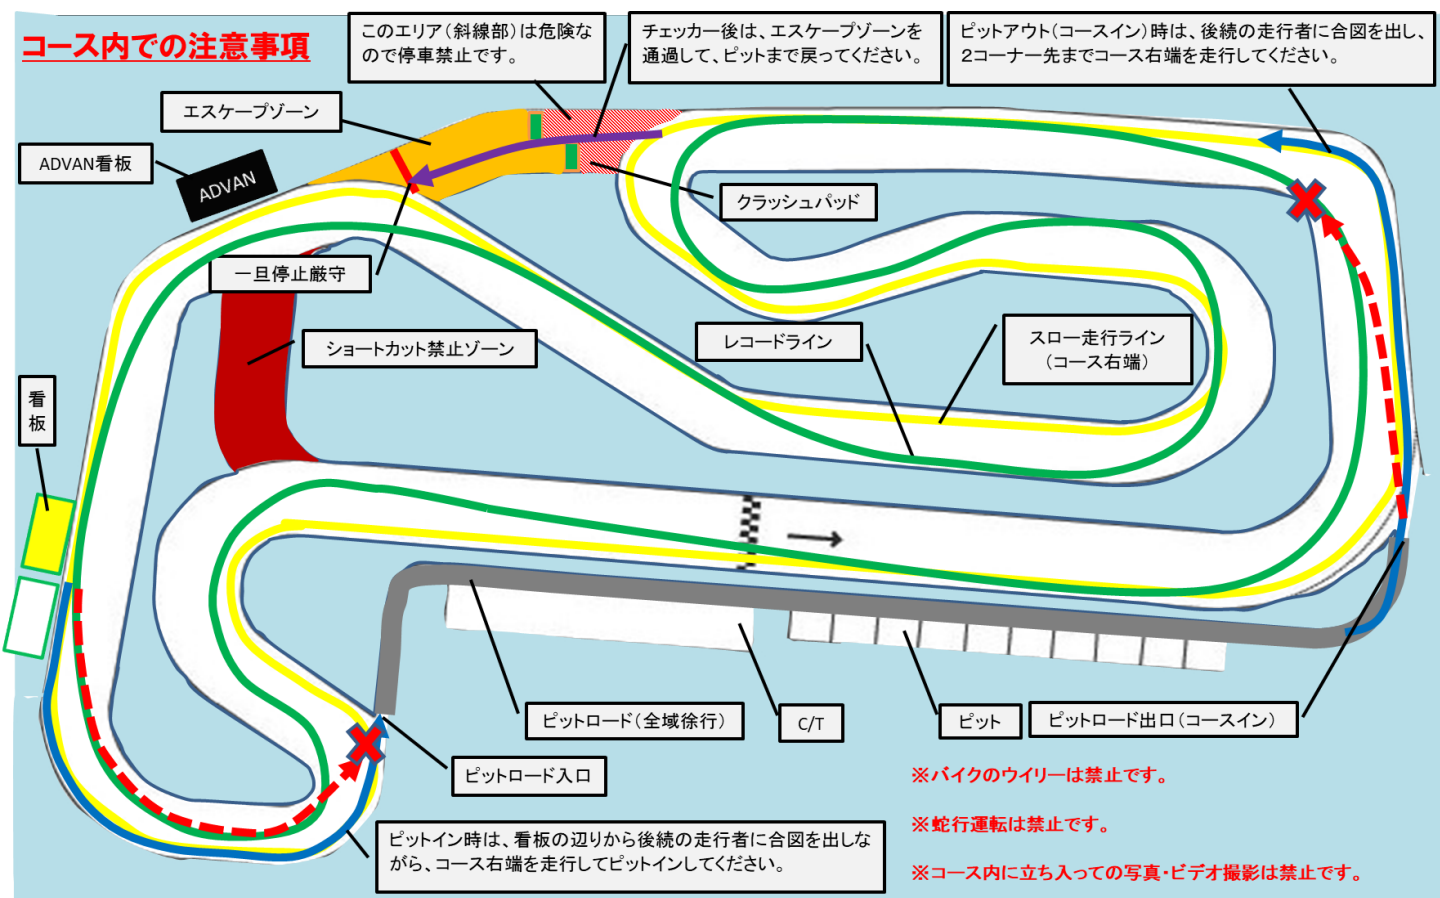 コース内での注意事項
このエリア(斜線部)は危険な
ので停車禁止です。
チェッカー後は、エスケープゾーンを
通過して、ピットまで戻ってください。
ピットアウト(コースイン)時は、後続の走行者に合図を出し、
2コーナー先までコース右端を走行してください。
エスケープゾーン
ADVAN看板
ADVAN
クラッシュパッド
一旦停止厳守
ショートカット禁止ゾーン
レコードライン
スロー走行ライン
(コース右端)
看
板
ピットロード(全域徐行)
C/T
ピット
ピットロード出口(コースイン)
ピットロード入口
ピットイン時は、看板の辺りから後続の走行者に合図を出しな
がら、コース右端を走行してピットインしてください。
※バイクのウイリーは禁止です。
※蛇行運転は禁止です。
※コース内に立ち入っての写真・ビデオ撮影は禁止です。